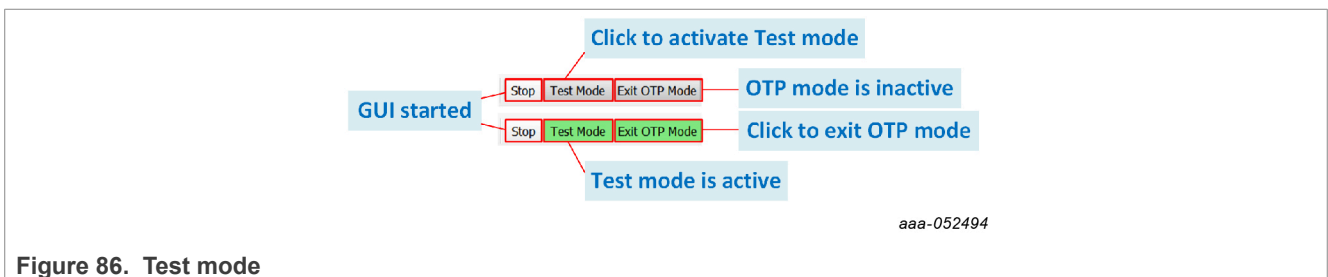 Click to activate Test mode
Stop Test Mode Exit OTP Mode
OTP mode is inactive
GUI started
Stop Test Mode Exit OTP Mode
Click to exit OTP mode
Test mode is active
aaa-052494
Figure 86. Test mode